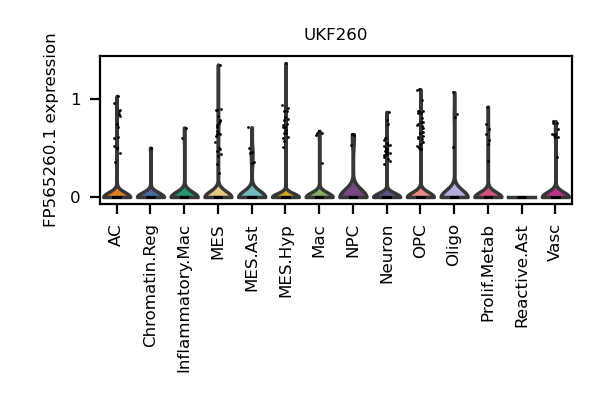 UKF260
FP565260.1 expression
1
0
AC
Chromatin.Reg
Inflammatory.Mac
MES
MES.Ast
MES.Hyp
Mac
NPC
Neuron
OPC
Oligo
Prolif.Metab
Reactive.Ast
Vasc